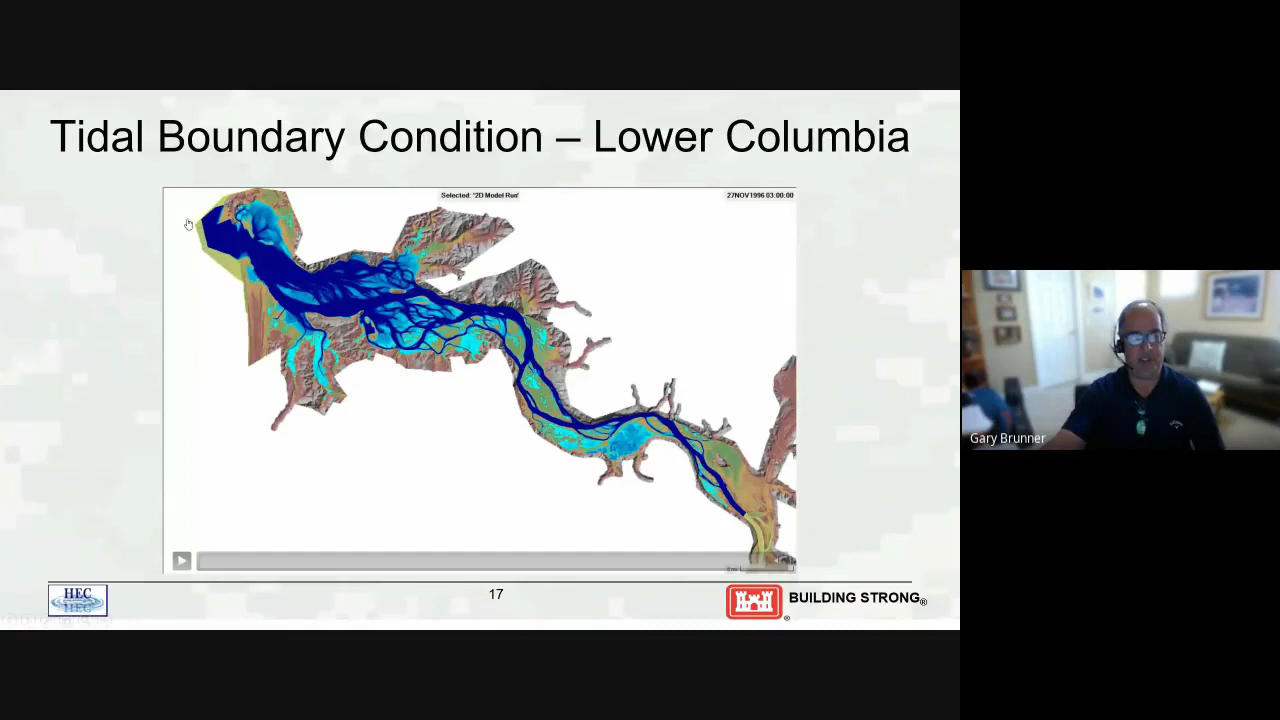 Tidal Boundary Condition – Lower Columbia
Selected: '2D Model Run'
27NOV1996 03:00:00
HEC
HEC
17
BUILDING STRONG®
®
Gary Brunner